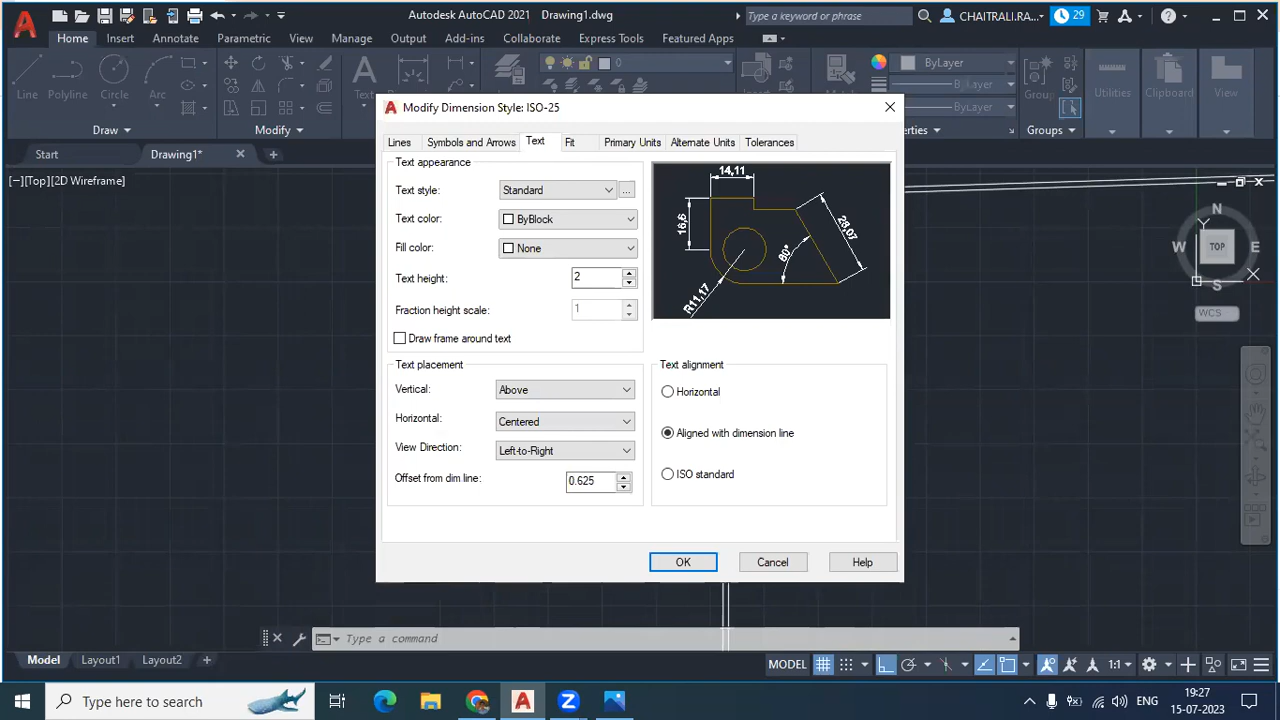 Autodesk AutoCAD 2021 Drawing1.dwg
Type a keyword or phrase
CHAITRALI.RA...
29
Home Insert Annotate Parametric View Manage Output Add-ins Collaborate Express Tools Featured Apps
0
ByLayer
Line Polyline Circle Arc
Text
ByLayer
Group
Utilities Clipboard View
ByLayer
Draw Modify
erties Groups
Start Drawing1*
[−][Top][2D Wireframe]
Modify Dimension Style: ISO-25
Lines Symbols and Arrows Text Fit Primary Units Alternate Units Tolerances
Text appearance
Text style: Standard ...
Text color: ByBlock
Fill color: None
Text height: 2
Fraction height scale: 1
Draw frame around text
14,11
16,6
28,07
60°
R11,17
Text placement
Vertical: Above
Horizontal: Centered
View Direction: Left-to-Right
Offset from dim line: 0.625
Text alignment
Horizontal
Aligned with dimension line
ISO standard
OK Cancel Help
N
W TOP E
S
Y
X
WCS
Type a command
Model Layout1 Layout2 +
MODEL 1:1
Type here to search
ENG
19:27
15-07-2023